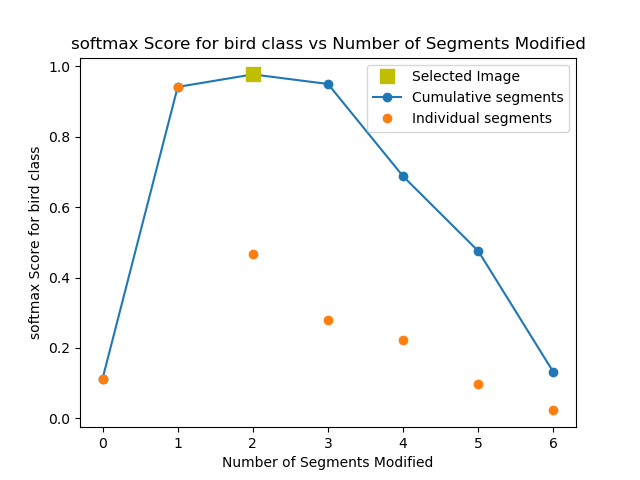 softmax Score for bird class vs Number of Segments Modified
Selected Image
Cumulative segments
Individual segments
softmax Score for bird class
1.0
0.8
0.6
0.4
0.2
0.0
0 1 2 3 4 5 6
Number of Segments Modified